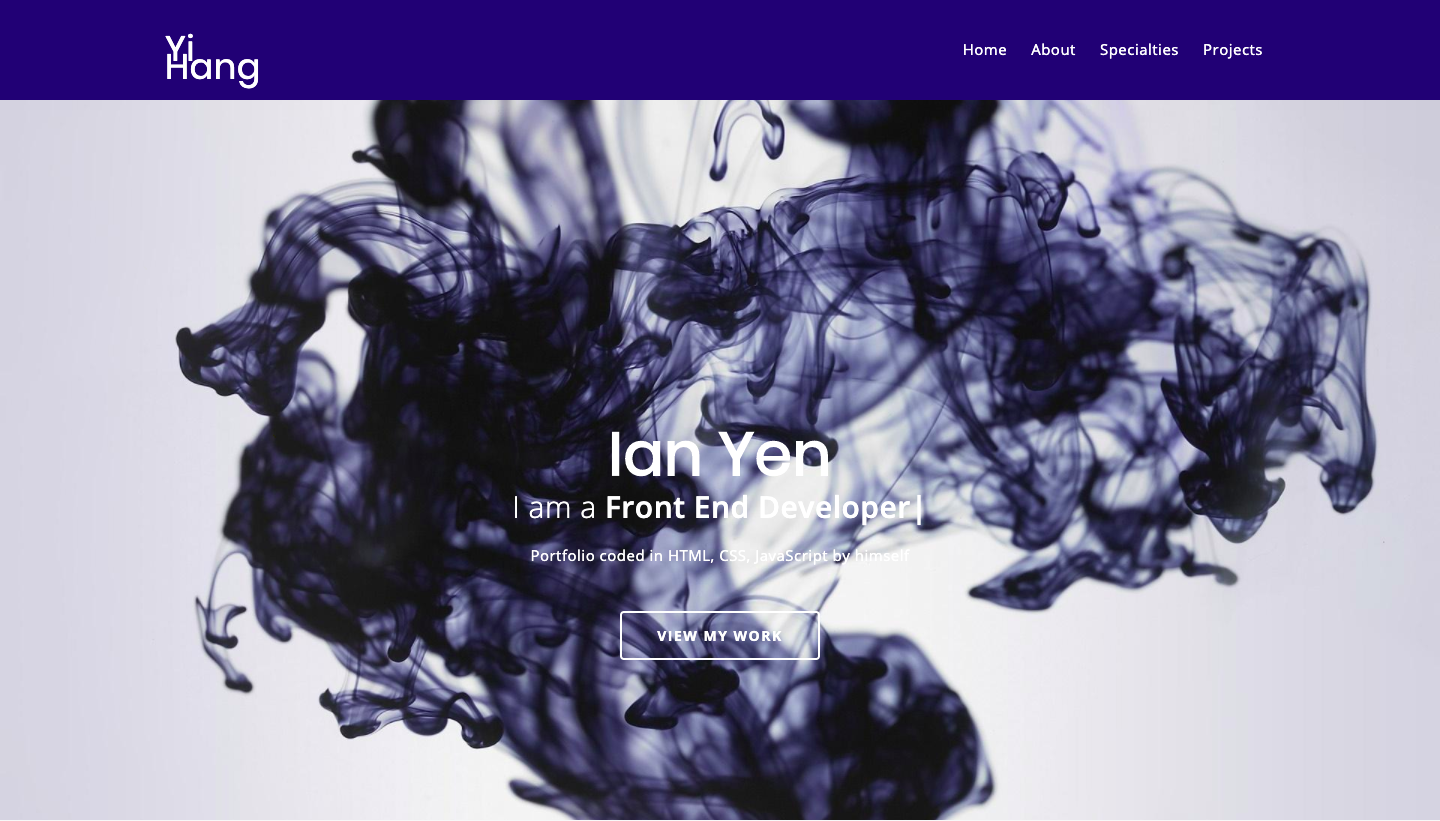 Yi
Hang
Home About Specialties Projects
Ian Yen
I am a Front End Developer|
Portfolio coded in HTML, CSS, JavaScript by himself
VIEW MY WORK